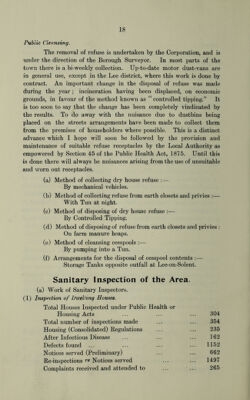 18
Public Cleansing.
The removal of refuse is undertaken by the Corporation, and is
under the direction of the Borough Surveyor. In most parts of the
town there is a bi-weekly collection. Up-to-date motor dust-vans are
in general use, except in the Lee district, where this work is done by
contract. An important change in the disposal of refuse was made
during the year; incineration having been displaced, on economic
grounds, in favour of the method known as "controlled tipping." It
is too soon to say that the change has been completely vindicated by
the results. To do away with the nuisance due to dustbins being
placed on the streets arrangements have been made to collect them
from the premises of householders where possible. This is a distinct
advance which I hope will soon be followed by the provision and
maintenance of suitable refuse receptacles by the Local Authority as
empowered by Section 45 of the Public Health Act, 1875. Until this
is done there will always be nuisances arising from the use of unsuitable
and worn out receptacles.
(a) Method of collecting dry house refuse :—
By mechanical vehicles.
(b) Method of collecting refuse from earth closets and privies :—
With Tun at night.
(c) Method of disposing of dry house refuse :—
By Controlled Tipping.
(d) Method of disposing of refuse from earth closets and privies :
On farm manure heaps.
(e) Method of cleaning cesspools :—
By pumping into a Tun.
(f) Arrangements for the disposal of cesspool contents :—
Storage Tanks opposite outfall at Lee-on-Solent.
Sanitary Inspection of the Area.
(a) Work of Sanitary Inspectors.
(1) Inspection of Dwelling Houses.
Total Houses Inspected under Public Health or
Housing Acts ... ... ... 304
Total number of inspections made ... ... 354
Housing (Consolidated) Regulations ... 235
After Infectious Disease ... ... 162
Defects found ... ... ... ... 1152
Notices served (Preliminary) ... ... 662
Re-inspections re Notices served ... ... 1497
Complaints received and attended to ... 265